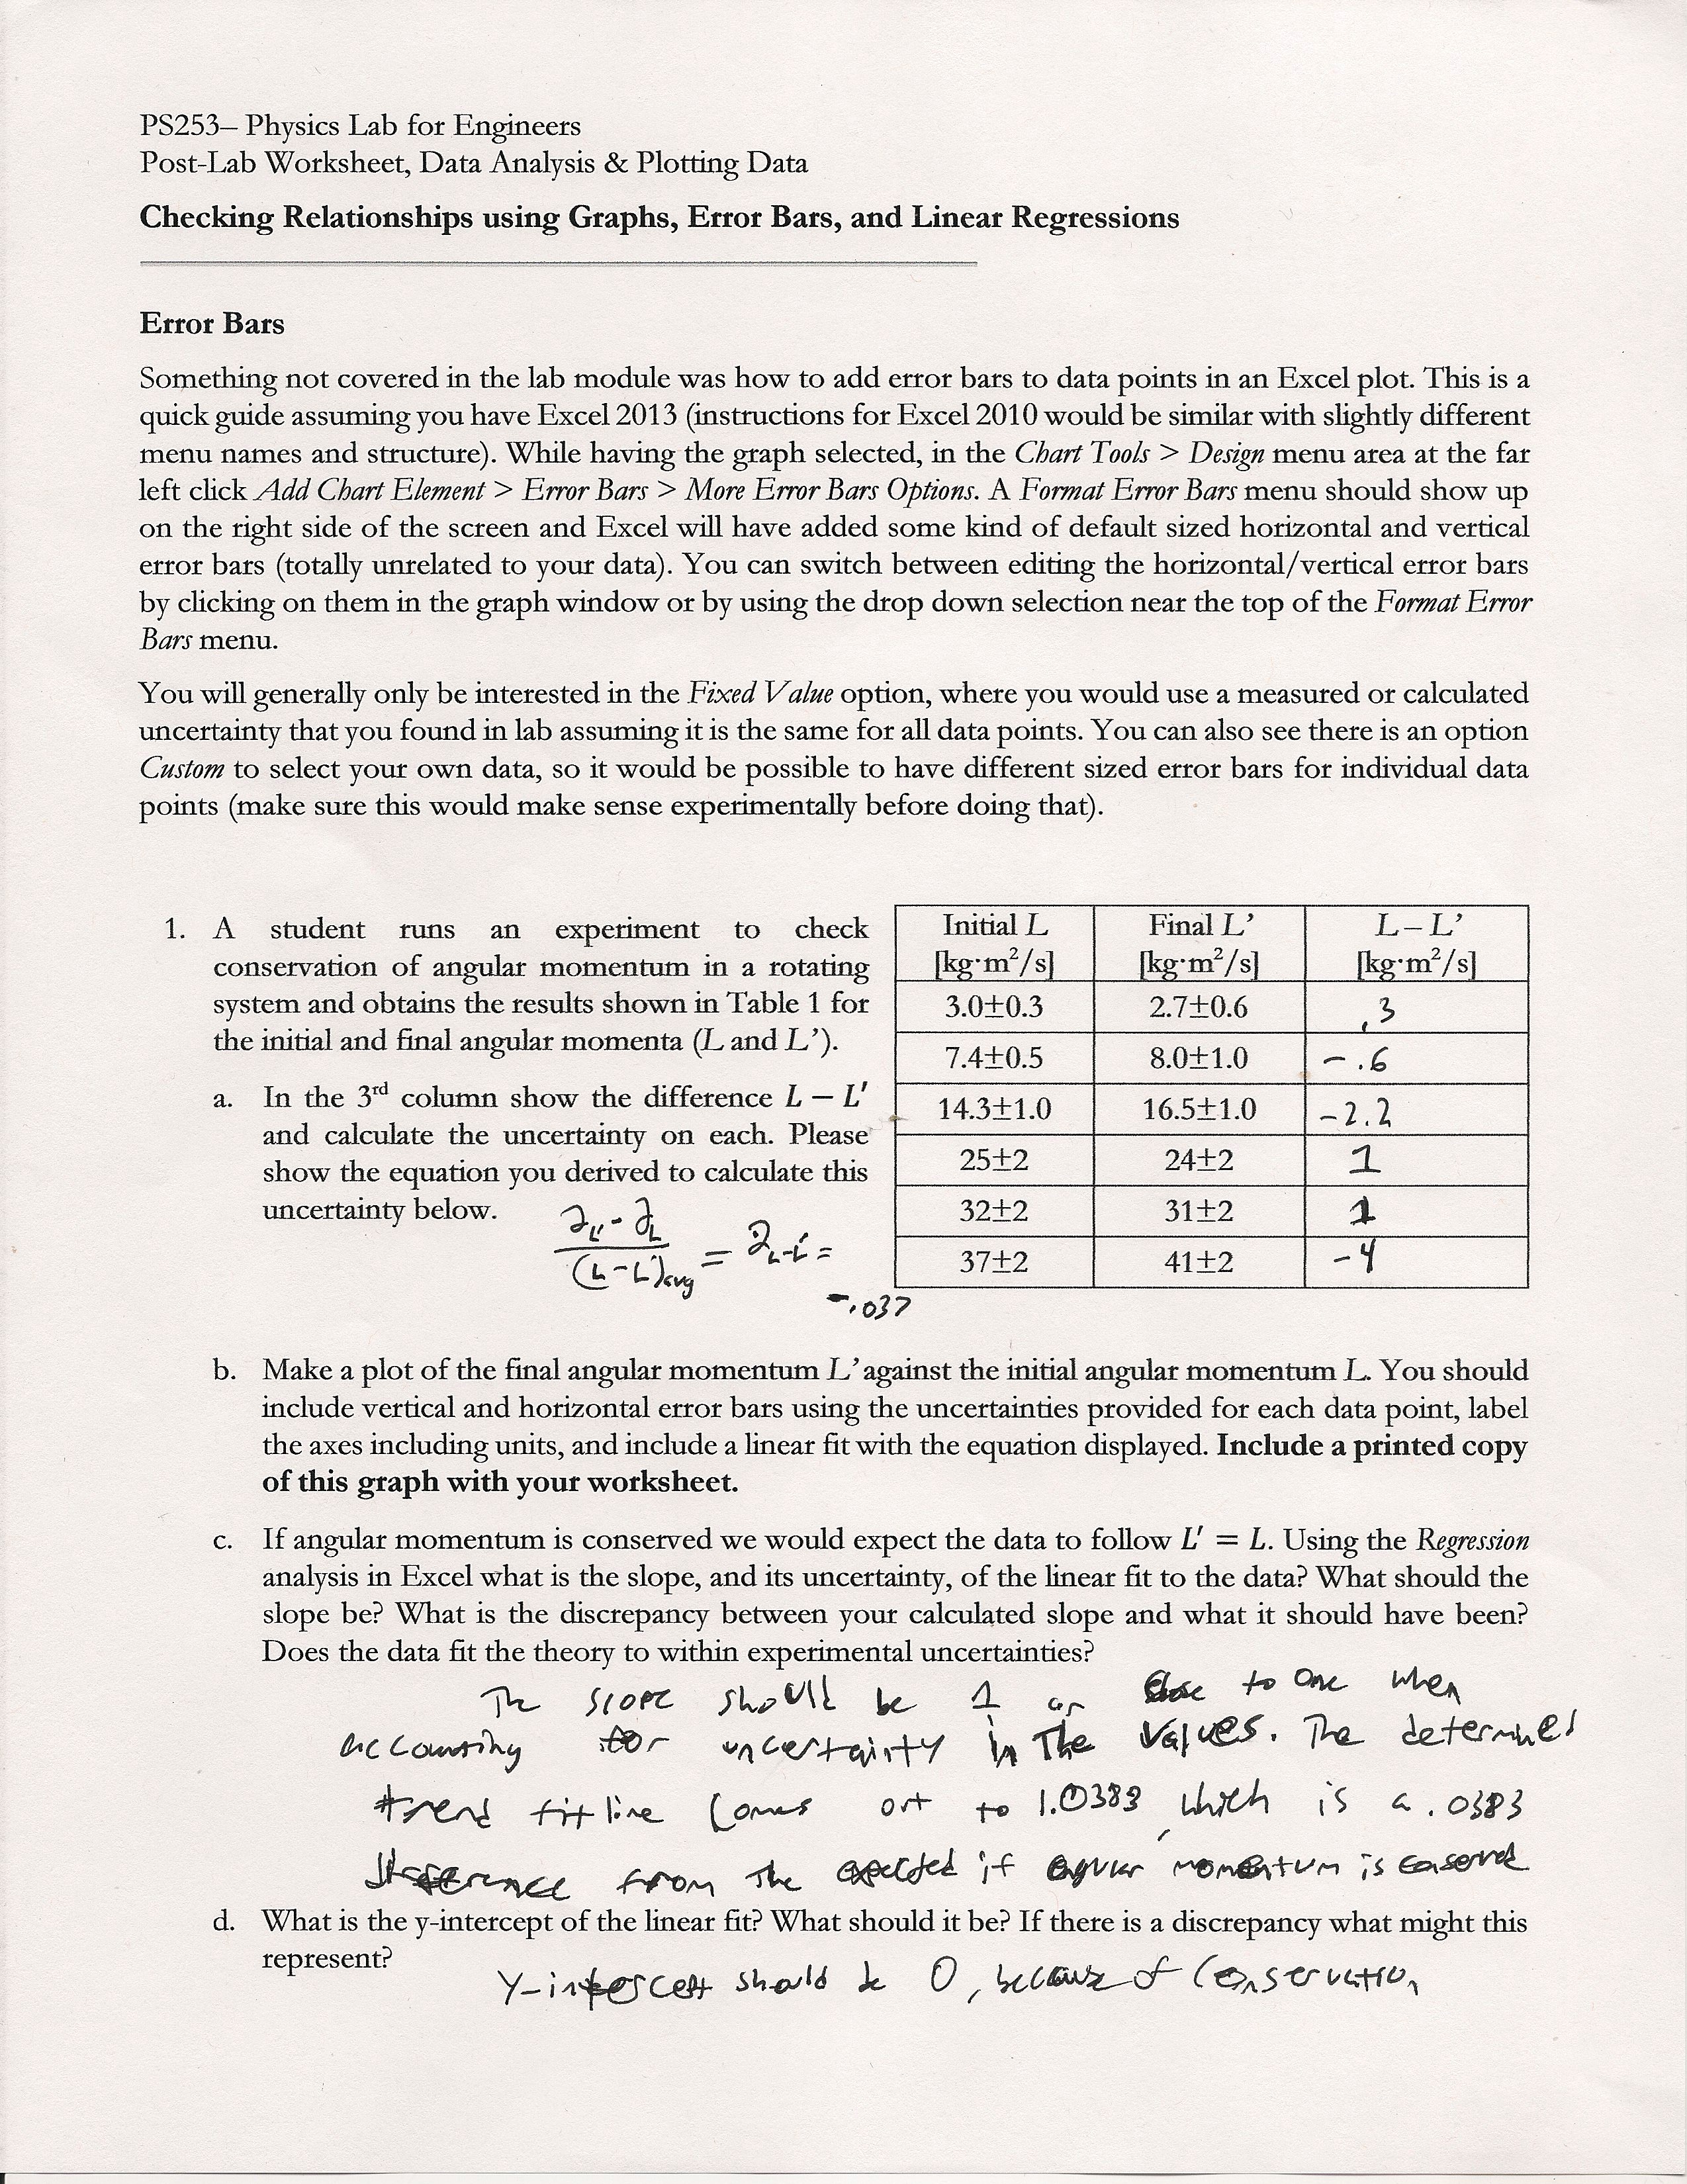 PS253– Physics Lab for Engineers
Post-Lab Worksheet, Data Analysis & Plotting Data
Checking Relationships using Graphs, Error Bars, and Linear Regressions
Error Bars
Something not covered in the lab module was how to add error bars to data points in an Excel plot. This is a
quick guide assuming you have Excel 2013 (instructions for Excel 2010 would be similar with slightly different
menu names and structure). While having the graph selected, in the Chart Tools > Design menu area at the far
left click Add Chart Element > Error Bars > More Error Bars Options. A Format Error Bars menu should show up
on the right side of the screen and Excel will have added some kind of default sized horizontal and vertical
error bars (totally unrelated to your data). You can switch between editing the horizontal/vertical error bars
by clicking on them in the graph window or by using the drop down selection near the top of the Format Error
Bars menu.
You will generally only be interested in the Fixed Value option, where you would use a measured or calculated
uncertainty that you found in lab assuming it is the same for all data points. You can also see there is an option
Custom to select your own data, so it would be possible to have different sized error bars for individual data
points (make sure this would make sense experimentally before doing that).
1. A student runs an experiment to check
conservation of angular momentum in a rotating
system and obtains the results shown in Table 1 for
the initial and final angular momenta (L and L').
a. In the 3rd column show the difference L − L'
and calculate the uncertainty on each. Please
show the equation you derived to calculate this
uncertainty below.
∂L' - ∂L
(L-L')avg = ∂L-L' =
-.037
Initial L Final L' L – L'
[kg·m²/s] [kg·m²/s] [kg·m²/s]
3.0±0.3 2.7±0.6 .3
7.4±0.5 8.0±1.0 -.6
14.3±1.0 16.5±1.0 -2.2
25±2 24±2 1
32±2 31±2 1
37±2 41±2 -4
b. Make a plot of the final angular momentum L' against the initial angular momentum L. You should
include vertical and horizontal error bars using the uncertainties provided for each data point, label
the axes including units, and include a linear fit with the equation displayed. Include a printed copy
of this graph with your worksheet.
c. If angular momentum is conserved we would expect the data to follow L' = L. Using the Regression
analysis in Excel what is the slope, and its uncertainty, of the linear fit to the data? What should the
slope be? What is the discrepancy between your calculated slope and what it should have been?
Does the data fit the theory to within experimental uncertainties?
The slope should be 1 or close to one when
accounting for uncertainty in the values. The determined
trend fit line comes out to 1.0383, which is a .0383
difference from the expected if angular momentum is conserved
d. What is the y-intercept of the linear fit? What should it be? If there is a discrepancy what might this
represent?
Y-intercept should be 0, because of conservation